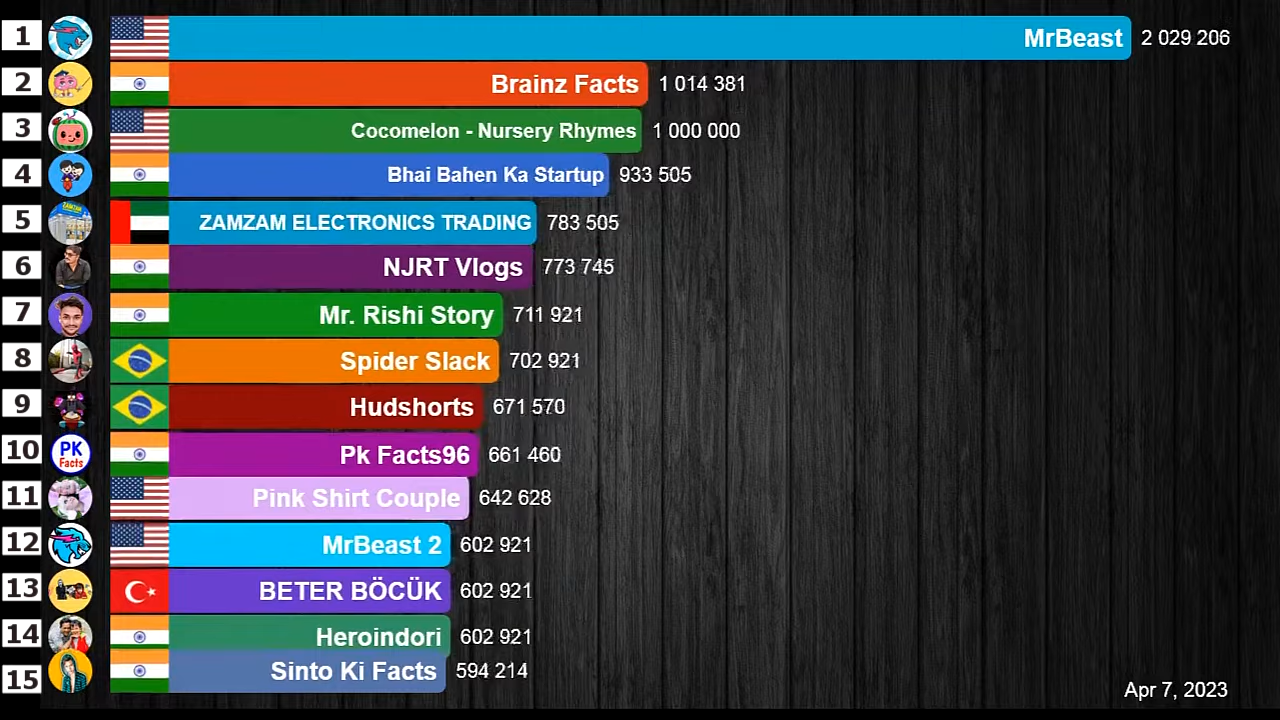 1 MrBeast 2 029 206
2 Brainz Facts 1 014 381
3 Cocomelon - Nursery Rhymes 1 000 000
4 Bhai Bahen Ka Startup 933 505
5 ZAMZAM ELECTRONICS TRADING 783 505
6 NJRT Vlogs 773 745
7 Mr. Rishi Story 711 921
8 Spider Slack 702 921
9 Hudshorts 671 570
10 PK Facts Pk Facts96 661 460
11 Pink Shirt Couple 642 628
12 MrBeast 2 602 921
13 BETER BÖCÜK 602 921
14 Heroindori 602 921
15 Sinto Ki Facts 594 214
Apr 7, 2023